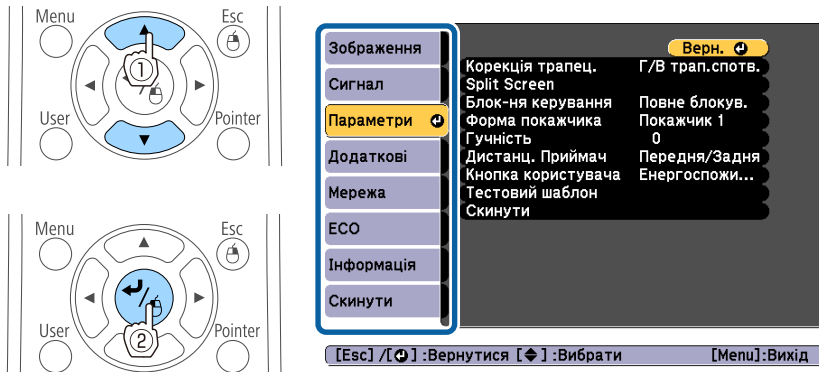 Menu
Esc
1
User
Pointer
Menu
Esc
User
Pointer
2
Зображення
Сигнал
Параметри
Додаткові
Мережа
ECO
Інформація
Скинути
Верн.
Корекція трапец. Г/В трап.спотв.
Split Screen
Блок-ня керування Повне блокув.
Форма покажчика Покажчик 1
Гучність 0
Дистанц. Приймач Передня/Задня
Кнопка користувача Енергоспожи...
Тестовий шаблон
Скинути
[Esc] /[⏎] :Вернутися [◆] :Вибрати [Menu]:Вихід